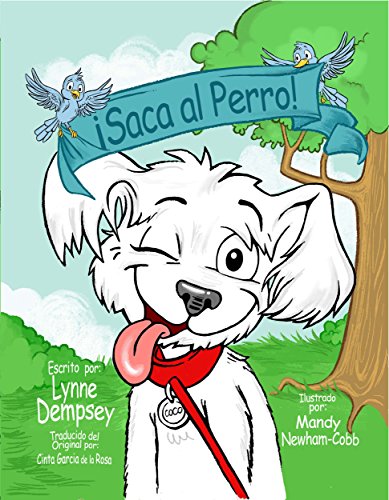 ¡Saca al Perro!
Escrito por:
Lynne
Dempsey
Traducido del
Original por:
Cinta Garcia de la Rosa
COCO
Ilustrado
por:
Mandy
Newham-Cobb